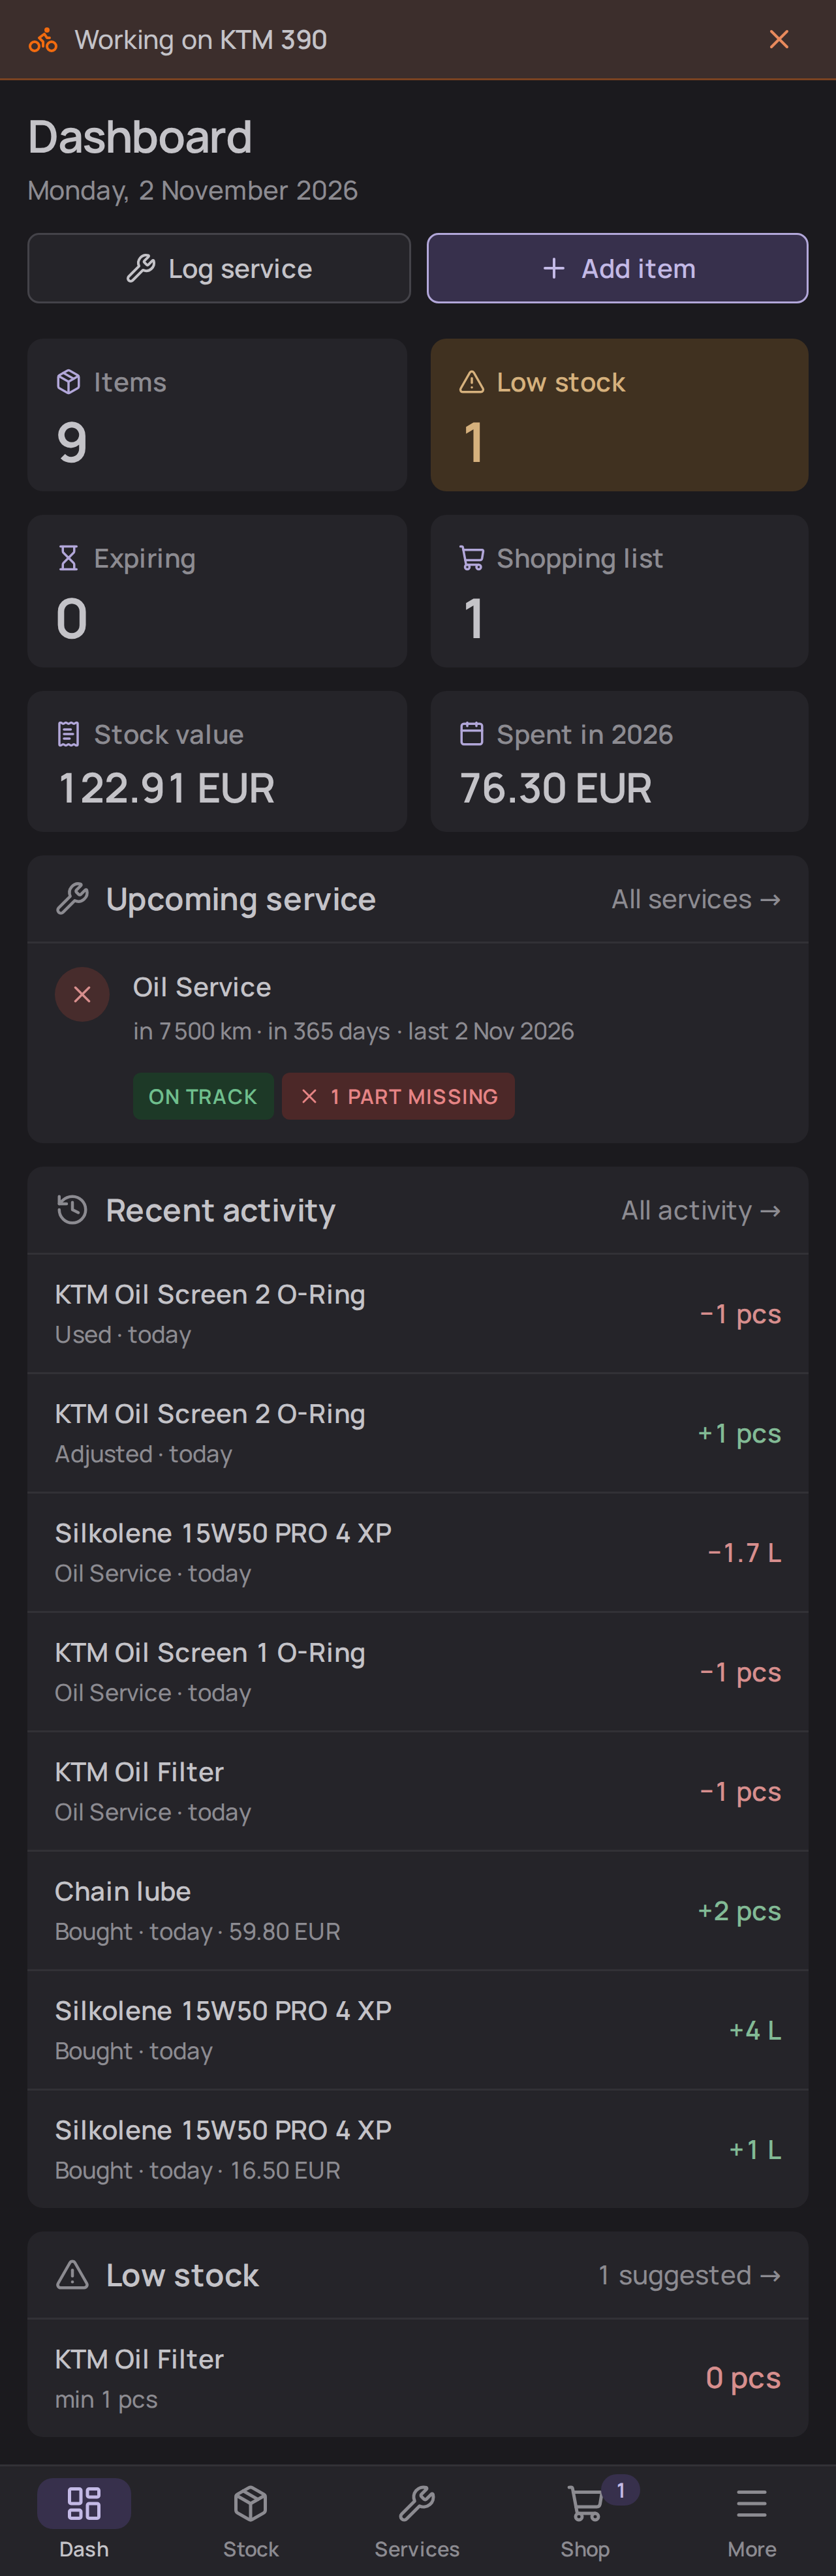 Working on KTM 390
Dashboard
Monday, 2 November 2026
Log service
Add item
Items
9
Low stock
1
Expiring
0
Shopping list
1
Stock value
122.91 EUR
Spent in 2026
76.30 EUR
Upcoming service
All services →
Oil Service
in 7 500 km · in 365 days · last 2 Nov 2026
ON TRACK
1 PART MISSING
Recent activity
All activity →
KTM Oil Screen 2 O-Ring
Used · today
−1 pcs
KTM Oil Screen 2 O-Ring
Adjusted · today
+1 pcs
Silkolene 15W50 PRO 4 XP
Oil Service · today
−1.7 L
KTM Oil Screen 1 O-Ring
Oil Service · today
−1 pcs
KTM Oil Filter
Oil Service · today
−1 pcs
Chain lube
Bought · today · 59.80 EUR
+2 pcs
Silkolene 15W50 PRO 4 XP
Bought · today
+4 L
Silkolene 15W50 PRO 4 XP
Bought · today · 16.50 EUR
+1 L
Low stock
1 suggested →
KTM Oil Filter
min 1 pcs
0 pcs
Dash
Stock
Services
1
Shop
More